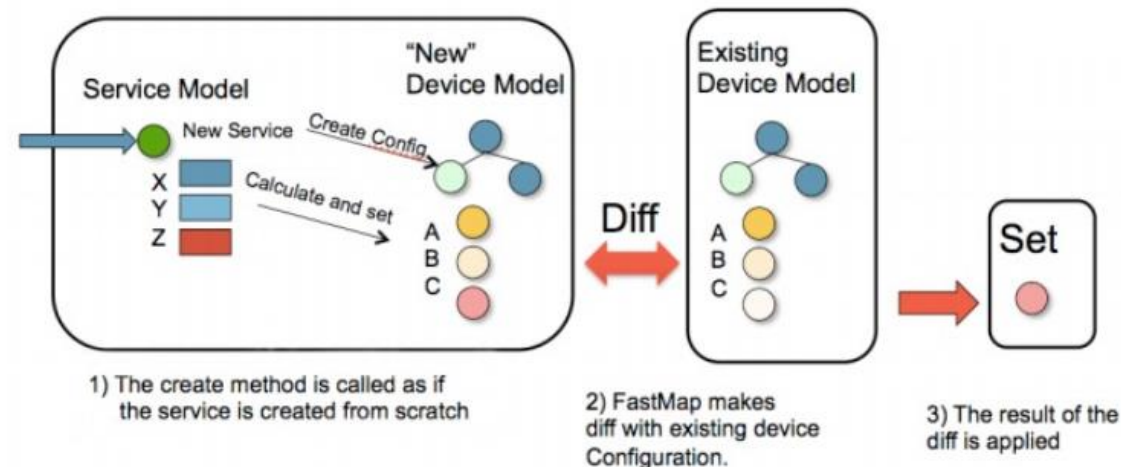 Service Model
"New"
Device Model
New Service
Create Config
X
Y
Z
Calculate and set
A
B
C
Diff
Existing
Device Model
A
B
C
Set
1) The create method is called as if
the service is created from scratch
2) FastMap makes
diff with existing device
Configuration.
3) The result of the
diff is applied